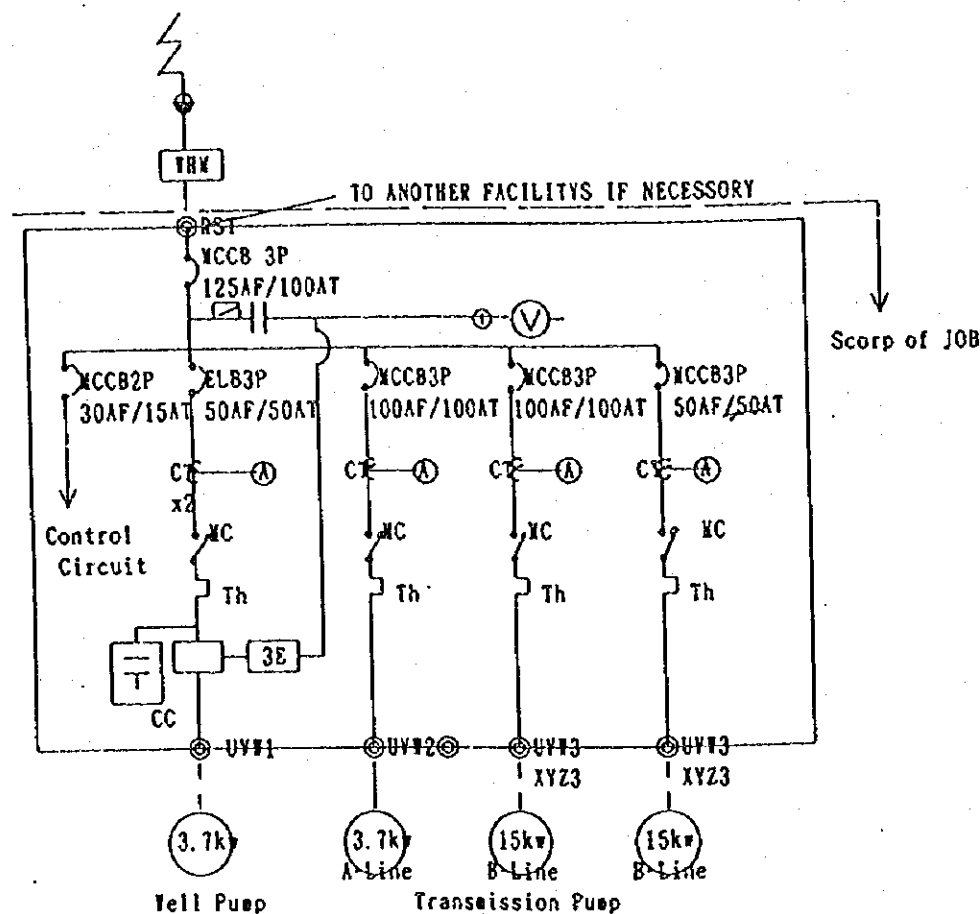 WHM
TO ANOTHER FACILITYS IF NECESSORY
RST
MCCB 3P
125AF/100AT
V
Scorp of JOB
MCCB2P
30AF/15AT
ELB3P
50AF/50AT
MCCB3P
100AF/100AT
MCCB3P
100AF/100AT
MCCB3P
50AF/50AT
CT
x2
A
CT
A
CT
A
CT
A
Control
Circuit
MC
MC
MC
MC
Th
Th
Th
Th
3E
CC
UVW1
UVW2
UVW3
XYZ3
UVW3
XYZ3
3.7kw
3.7kw
15kw
15kw
A-Line
B-Line
B-Line
Well Pump
Transmission Pump